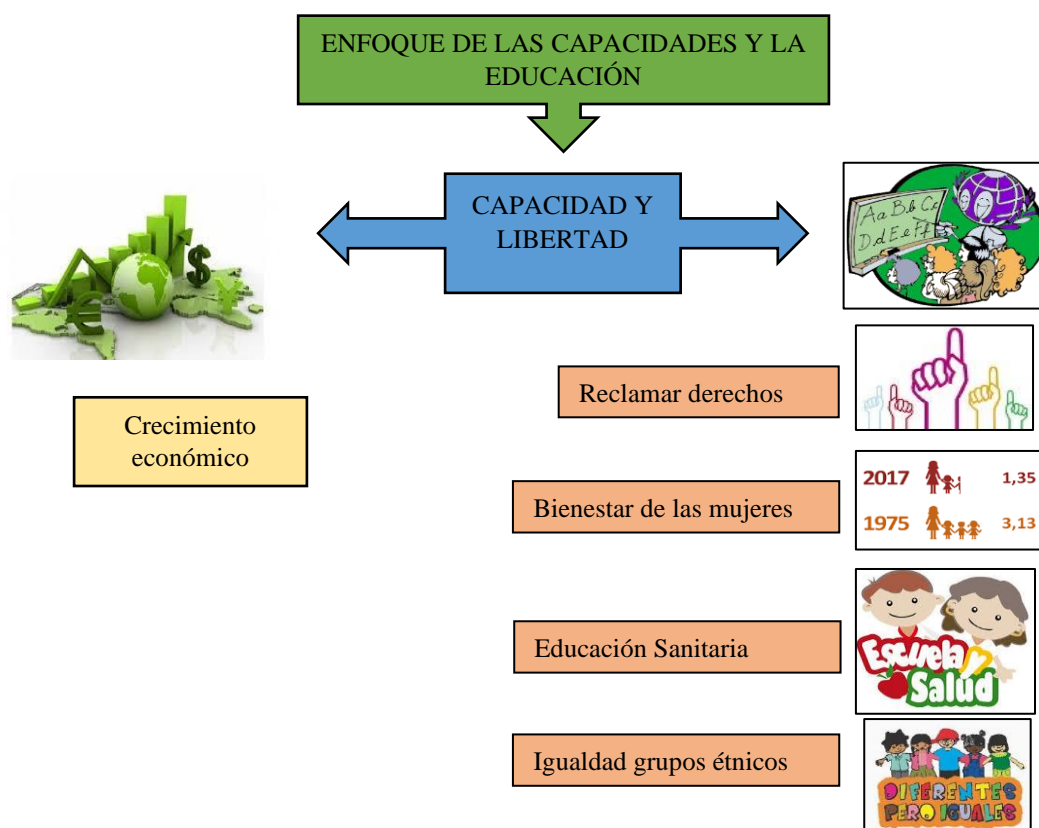 ENFOQUE DE LAS CAPACIDADES Y LA
EDUCACIÓN
CAPACIDAD Y
LIBERTAD
Aa B b C c
D d E e F f
$
€
¥
Reclamar derechos
Crecimiento
económico
2017 1,35
1975 3,13
Bienestar de las mujeres
Educación Sanitaria
Escuela y
Salud
Igualdad grupos étnicos
DIFERENTES
PERO IGUALES